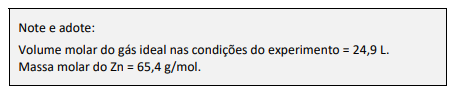 Note e adote:
Volume molar do gás ideal nas condições do experimento = 24,9 L.
Massa molar do Zn = 65,4 g/mol.